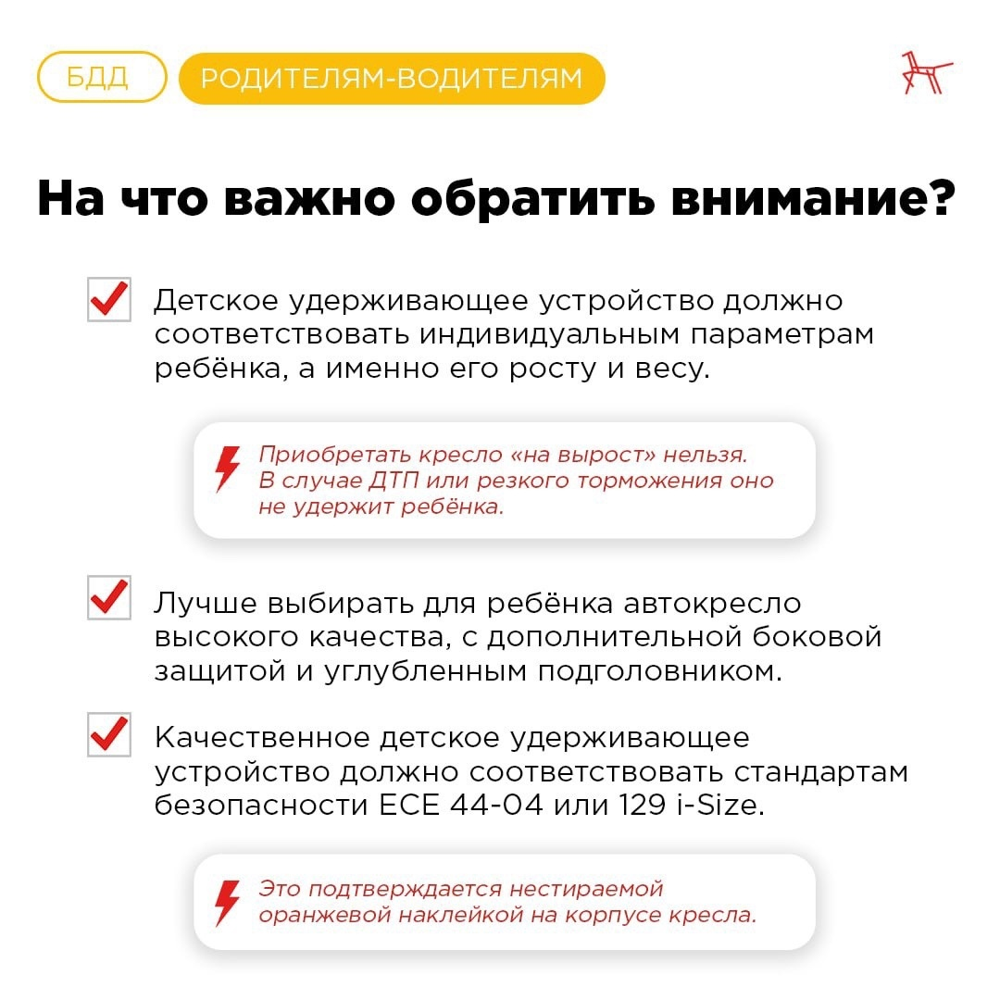 БДД
РОДИТЕЛЯМ-ВОДИТЕЛЯМ
На что важно обратить внимание?
Детское удерживающее устройство должно
соответствовать индивидуальным параметрам
ребёнка, а именно его росту и весу.
Приобретать кресло «на вырост» нельзя.
В случае ДТП или резкого торможения оно
не удержит ребёнка.
Лучше выбирать для ребёнка автокресло
высокого качества, с дополнительной боковой
защитой и углубленным подголовником.
Качественное детское удерживающее
устройство должно соответствовать стандартам
безопасности ECE 44-04 или 129 i-Size.
Это подтверждается нестираемой
оранжевой наклейкой на корпусе кресла.